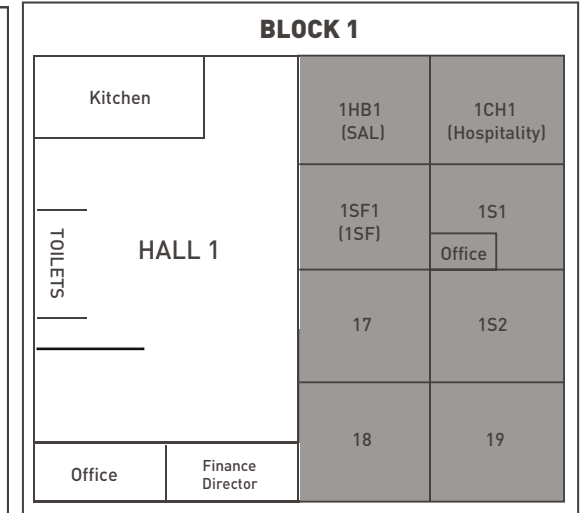 BLOCK 1
Kitchen
1HB1
(SAL)
1CH1
(Hospitality)
1SF1
(1SF)
1S1
Office
TOILETS
HALL 1
17
1S2
18
19
Office
Finance
Director